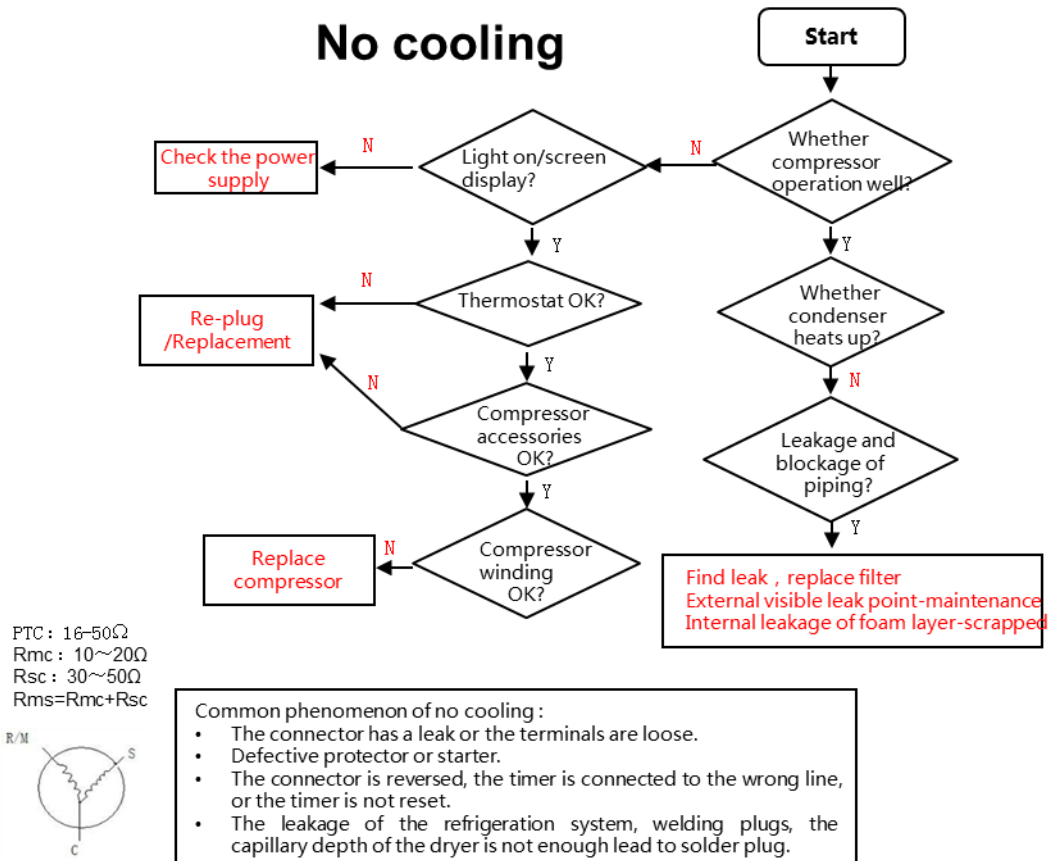 No cooling
Start
Whether
compressor
operation well?
N
Light on/screen
display?
N
Check the power
supply
Y
Y
Thermostat OK?
N
Re-plug
/Replacement
Whether
condenser
heats up?
Y
N
N
Compressor
accessories
OK?
Leakage and
blockage of
piping?
Y
Y
Compressor
winding
OK?
N
Replace
compressor
Find leak , replace filter
External visible leak point-maintenance
Internal leakage of foam layer-scrapped
PTC: 16-50Ω
Rmc: 10~20Ω
Rsc: 30~50Ω
Rms=Rmc+Rsc
R/M
S
C
Common phenomenon of no cooling :
• The connector has a leak or the terminals are loose.
• Defective protector or starter.
• The connector is reversed, the timer is connected to the wrong line,
or the timer is not reset.
• The leakage of the refrigeration system, welding plugs, the
capillary depth of the dryer is not enough lead to solder plug.